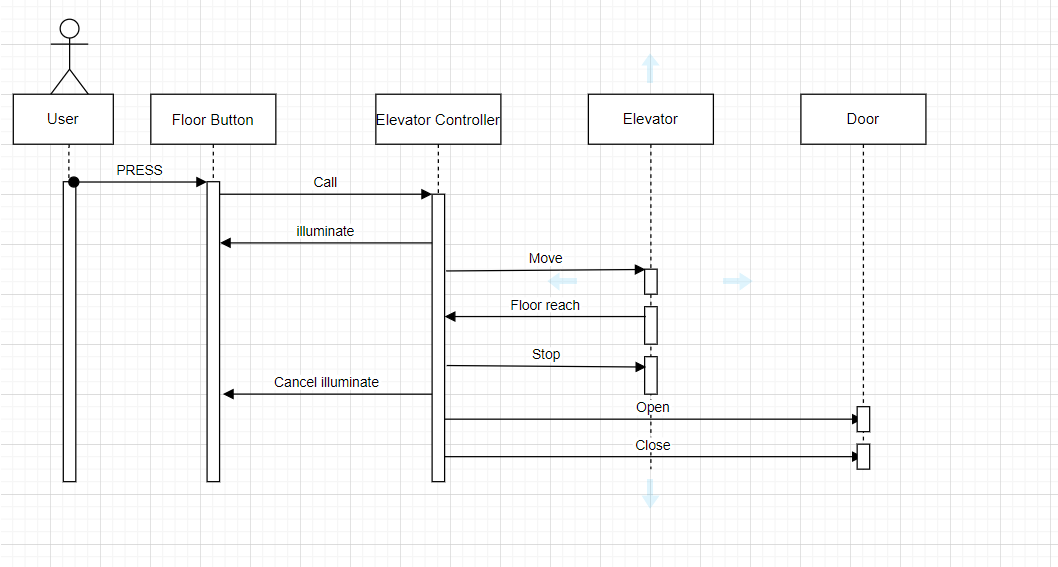 User
Floor Button
Elevator Controller
Elevator
Door
PRESS
Call
illuminate
Move
Floor reach
Stop
Cancel illuminate
Open
Close